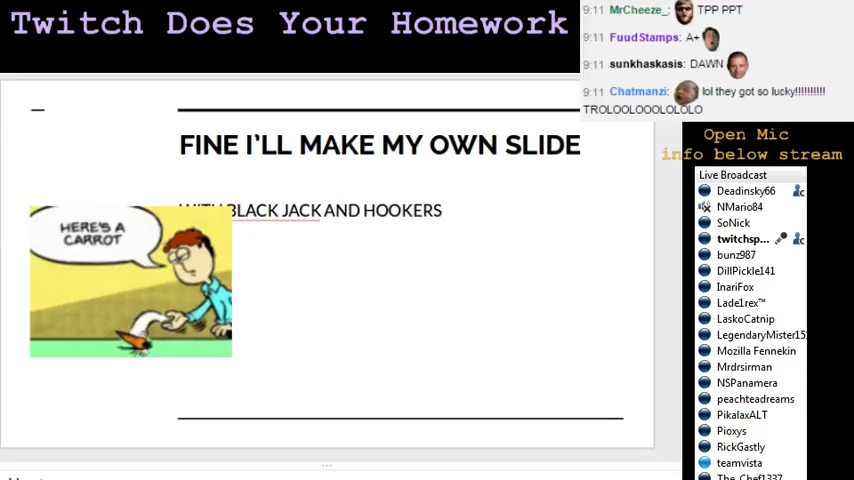 Twitch Does Your Homework
9:11 MrCheeze_: TPP PPT
9:11 FuudStamps: A+
9:11 sunkhaskasis: DAWN
9:11 Chatmanzi: lol they got so lucky!!!!!!!!!!
TROLOOLOOOLOLOLO
FINE I'LL MAKE MY OWN SLIDE
WITH BLACK JACK AND HOOKERS
HERE'S A
CARROT
Open Mic
info below stream
Live Broadcast
Deadinsky66
NMario84
SoNick
twitchsp...
bunz987
DillPickle141
InariFox
Lade1rex™
LaskoCatnip
LegendaryMister15
Mozilla Fennekin
Mrdrsirman
NSPanamera
peachteadreams
PikalaxALT
Pioxys
RickGastly
teamvista
The_Chef1337